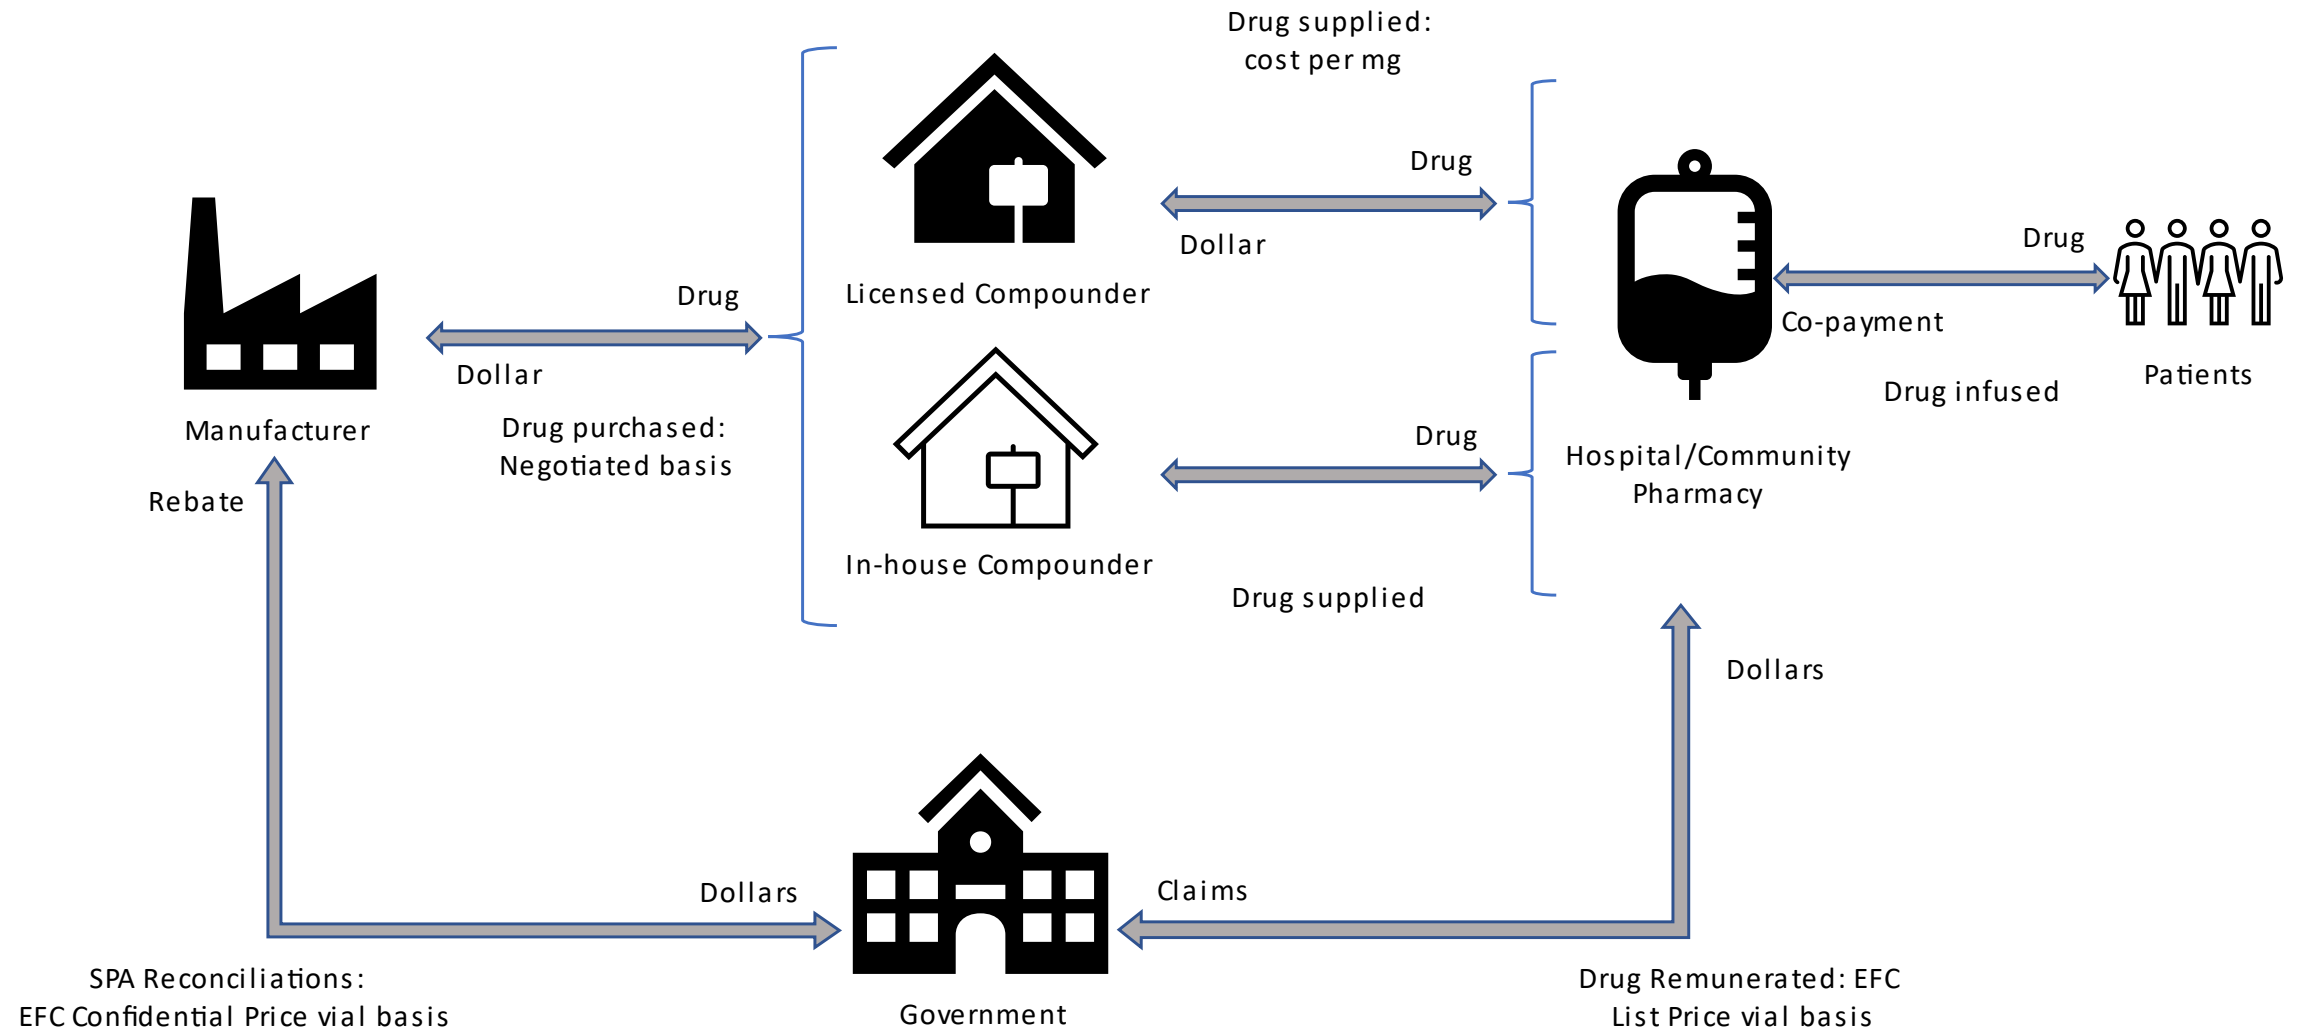 Drug supplied:
cost per mg
Drug
Dollar
Licensed Compounder
Drug
Dollar
Drug purchased:
Negotiated basis
Manufacturer
Rebate
In-house Compounder
Drug
Drug supplied
Hospital/Community
Pharmacy
Drug
Co-payment
Drug infused
Patients
Dollars
Dollars
Claims
SPA Reconciliations:
EFC Confidential Price vial basis
Government
Drug Remunerated: EFC
List Price vial basis